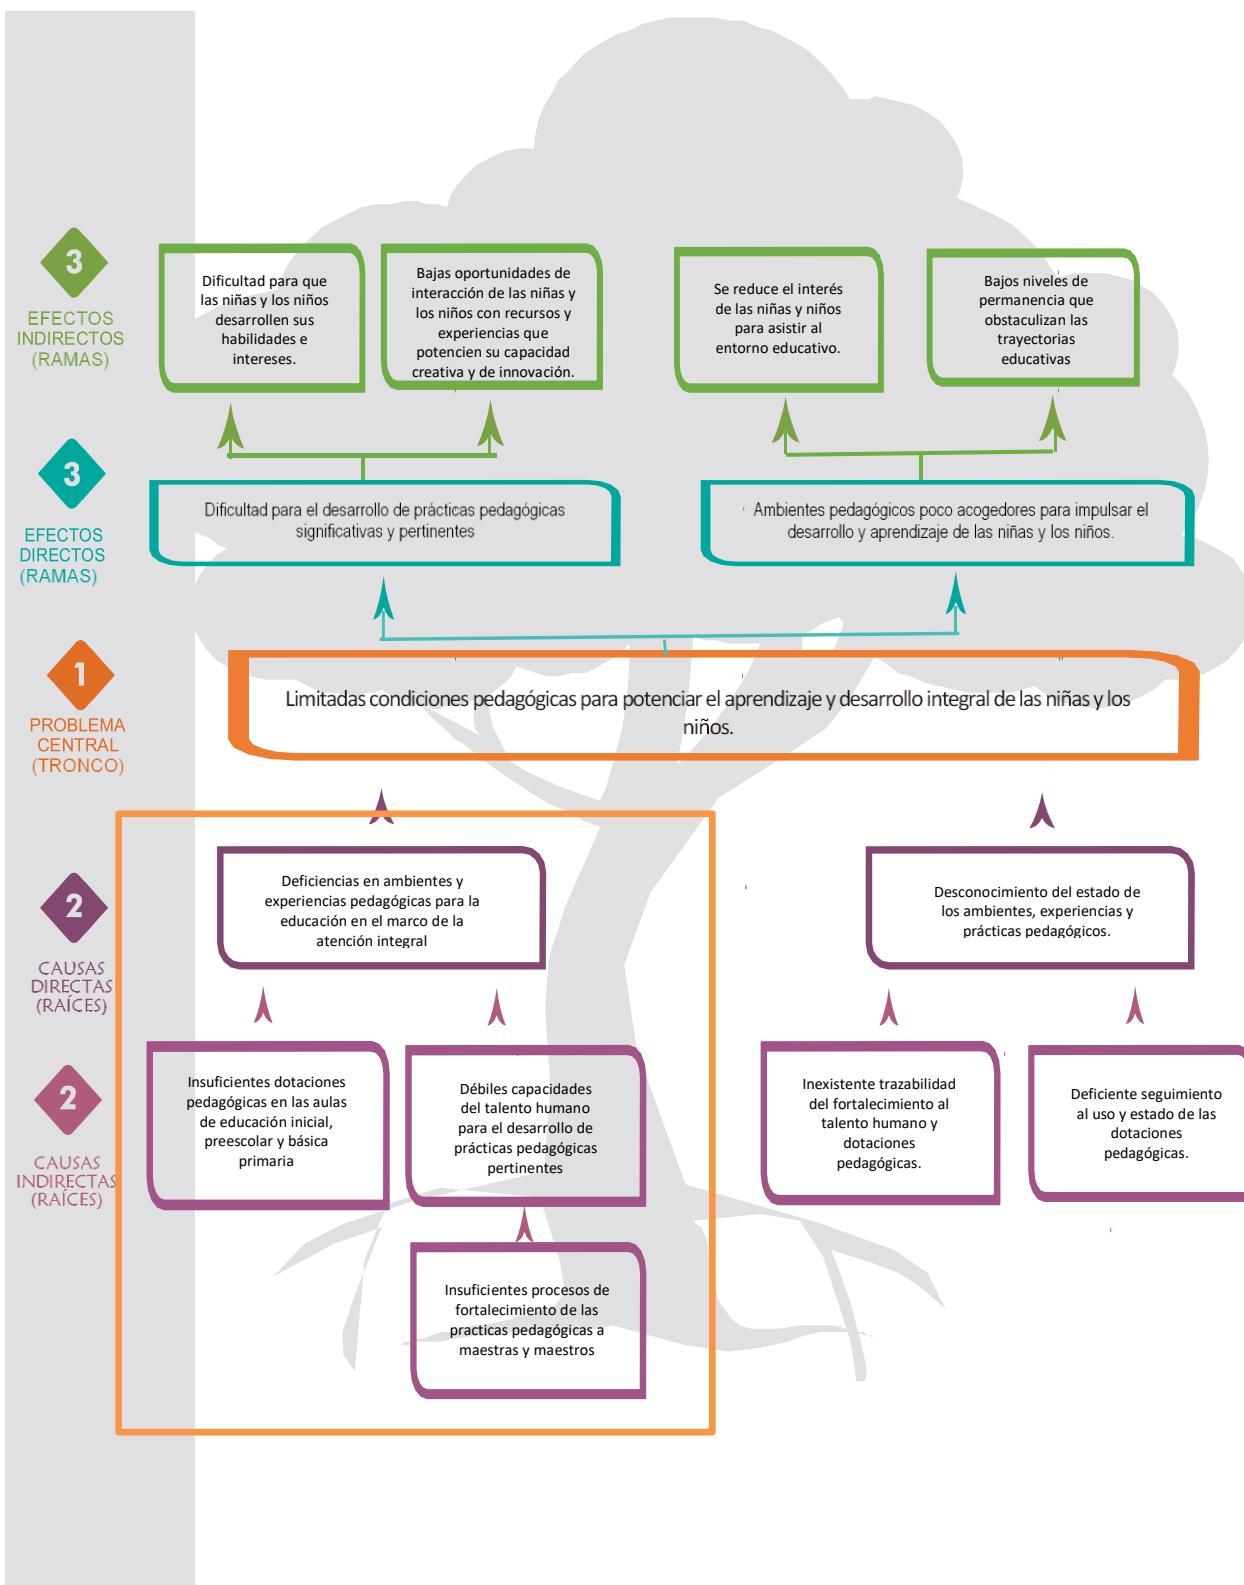 3
EFECTOS
INDIRECTOS
(RAMAS)
Dificultad para que
las niñas y los niños
desarrollen sus
habilidades e
intereses.
Bajas oportunidades de
interacción de las niñas y
los niños con recursos y
experiencias que
potencien su capacidad
creativa y de innovación.
Se reduce el interés
de las niñas y niños
para asistir al
entorno educativo.
Bajos niveles de
permanencia que
obstaculizan las
trayectorias
educativas
3
EFECTOS
DIRECTOS
(RAMAS)
Dificultad para el desarrollo de prácticas pedagógicas
significativas y pertinentes
Ambientes pedagógicos poco acogedores para impulsar el
desarrollo y aprendizaje de las niñas y los niños.
1
PROBLEMA
CENTRAL
(TRONCO)
Limitadas condiciones pedagógicas para potenciar el aprendizaje y desarrollo integral de las niñas y los
niños.
2
CAUSAS
DIRECTAS
(RAÍCES)
Deficiencias en ambientes y
experiencias pedagógicas para la
educación en el marco de la
atención integral
Desconocimiento del estado de
los ambientes, experiencias y
prácticas pedagógicos.
2
CAUSAS
INDIRECTAS
(RAÍCES)
Insuficientes dotaciones
pedagógicas en las aulas
de educación inicial,
preescolar y básica
primaria
Débiles capacidades
del talento humano
para el desarrollo de
prácticas pedagógicas
pertinentes
Inexistente trazabilidad
del fortalecimiento al
talento humano y
dotaciones
pedagógicas.
Deficiente seguimiento
al uso y estado de las
dotaciones
pedagógicas.
Insuficientes procesos de
fortalecimiento de las
practicas pedagógicas a
maestras y maestros